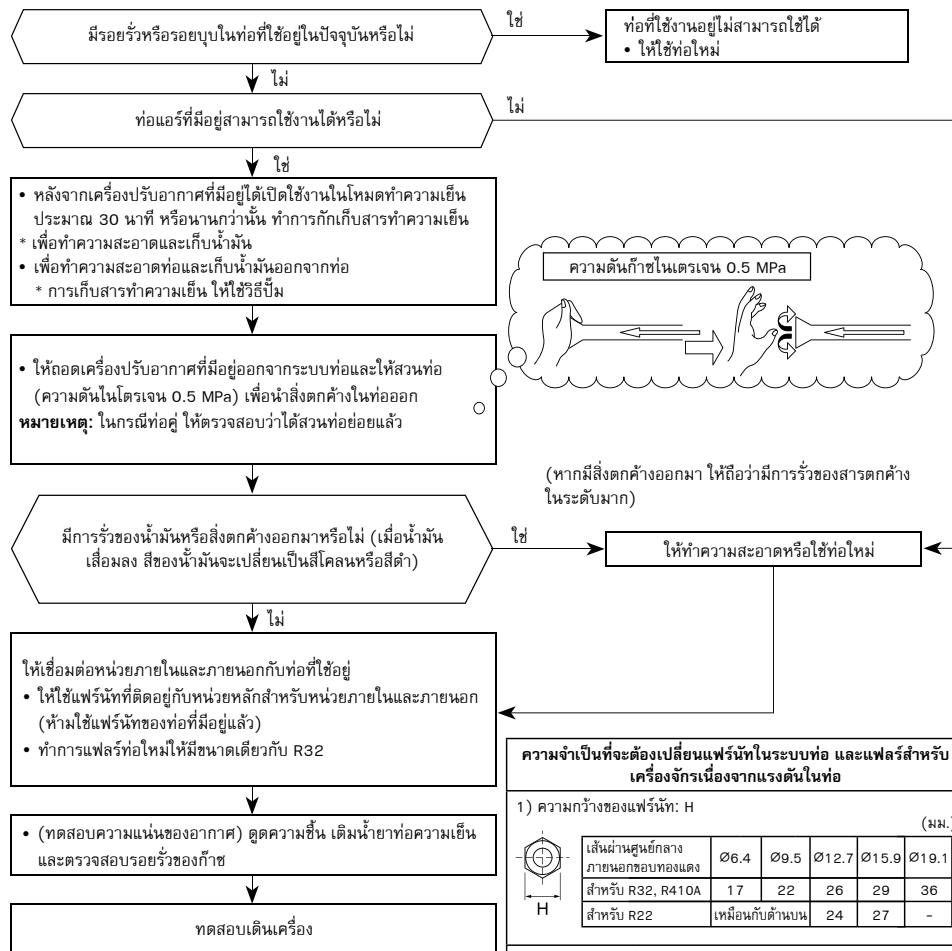 มีรอยรั่วหรือรอยบุบในท่อที่ใช้อยู่ในปัจจุบันหรือไม่
ใช่
ท่อที่ใช้งานอยู่ไม่สามารถใช้ได้
• ให้ใช้ท่อใหม่
ไม่
ท่อแอร์ที่มีอยู่สามารถใช้งานได้หรือไม่
ไม่
ใช่
• หลังจากเครื่องปรับอากาศที่มีอยู่ได้เปิดใช้งานในโหมดทำความเย็น
ประมาณ 30 นาที หรือนานกว่านั้น ทำการกักเก็บสารทำความเย็น
* เพื่อทำความสะอาดและเก็บน้ำมัน
• เพื่อทำความสะอาดท่อและเก็บน้ำมันออกจากท่อ
* การเก็บสารทำความเย็น ให้ใช้วิธีปั๊ม
ความดันก๊าซไนเตรเจน 0.5 MPa
• ให้ถอดเครื่องปรับอากาศที่มีอยู่ออกจากระบบท่อและให้สวนท่อ
(ความดันไนโตรเจน 0.5 MPa) เพื่อนำสิ่งตกค้างในท่อออก
หมายเหตุ: ในกรณีท่อคู่ ให้ตรวจสอบว่าได้สวนท่อย่อยแล้ว
(หากมีสิ่งตกค้างออกมา ให้ถือว่ามีการรั่วของสารตกค้าง
ในระดับมาก)
มีการรั่วของน้ำมันหรือสิ่งตกค้างออกมาหรือไม่ (เมื่อน้ำมัน
เสื่อมลง สีของน้ำมันจะเปลี่ยนเป็นสีโคลนหรือสีดำ)
ใช่
ให้ทำความสะอาดหรือใช้ท่อใหม่
ไม่
ให้เชื่อมต่อหน่วยภายในและภายนอกกับท่อที่ใช้อยู่
• ให้ใช้แฟร์นัทที่ติดอยู่กับหน่วยหลักสำหรับหน่วยภายในและภายนอก
(ห้ามใช้แฟร์นัทของท่อที่มีอยู่แล้ว)
• ทำการแฟลร์ท่อใหม่ให้มีขนาดเดียวกับ R32
• (ทดสอบความแน่นของอากาศ) ดูดความชื้น เติมน้ำยาท่อความเย็น
และตรวจสอบรอยรั่วของก๊าซ
ทดสอบเดินเครื่อง
ความจำเป็นที่จะต้องเปลี่ยนแฟร์นัทในระบบท่อ และแฟลร์สำหรับ
เครื่องจักรเนื่องจากแรงดันในท่อ
1) ความกว้างของแฟร์นัท: H
(มม.)
เส้นผ่านศูนย์กลาง
ภายนอกขอบทองแดง Ø6.4 Ø9.5 Ø12.7 Ø15.9 Ø19.1
สำหรับ R32, R410A 17 22 26 29 36
สำหรับ R22 เหมือนกับด้านบน 24 27 -
H